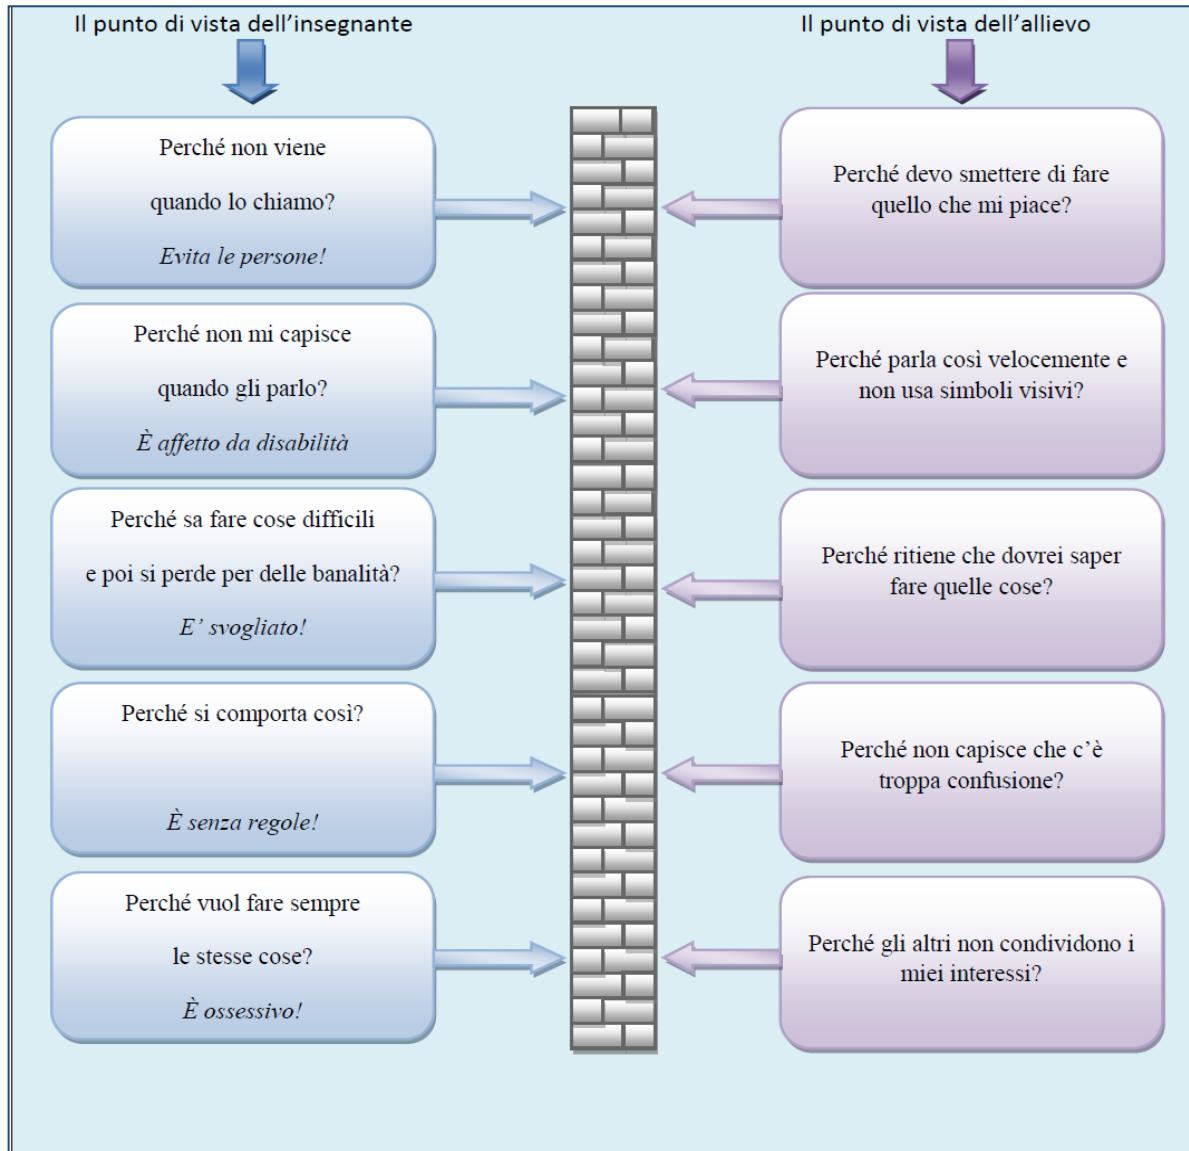 Il punto di vista dell’insegnante
Il punto di vista dell’allievo
Perché non viene
quando lo chiamo?
Evita le persone!
Perché devo smettere di fare
quello che mi piace?
Perché non mi capisce
quando gli parlo?
È affetto da disabilità
Perché parla così velocemente e
non usa simboli visivi?
Perché sa fare cose difficili
e poi si perde per delle banalità?
E’ svogliato!
Perché ritiene che dovrei saper
fare quelle cose?
Perché si comporta così?
È senza regole!
Perché non capisce che c’è
troppa confusione?
Perché vuol fare sempre
le stesse cose?
È ossessivo!
Perché gli altri non condividono i
miei interessi?